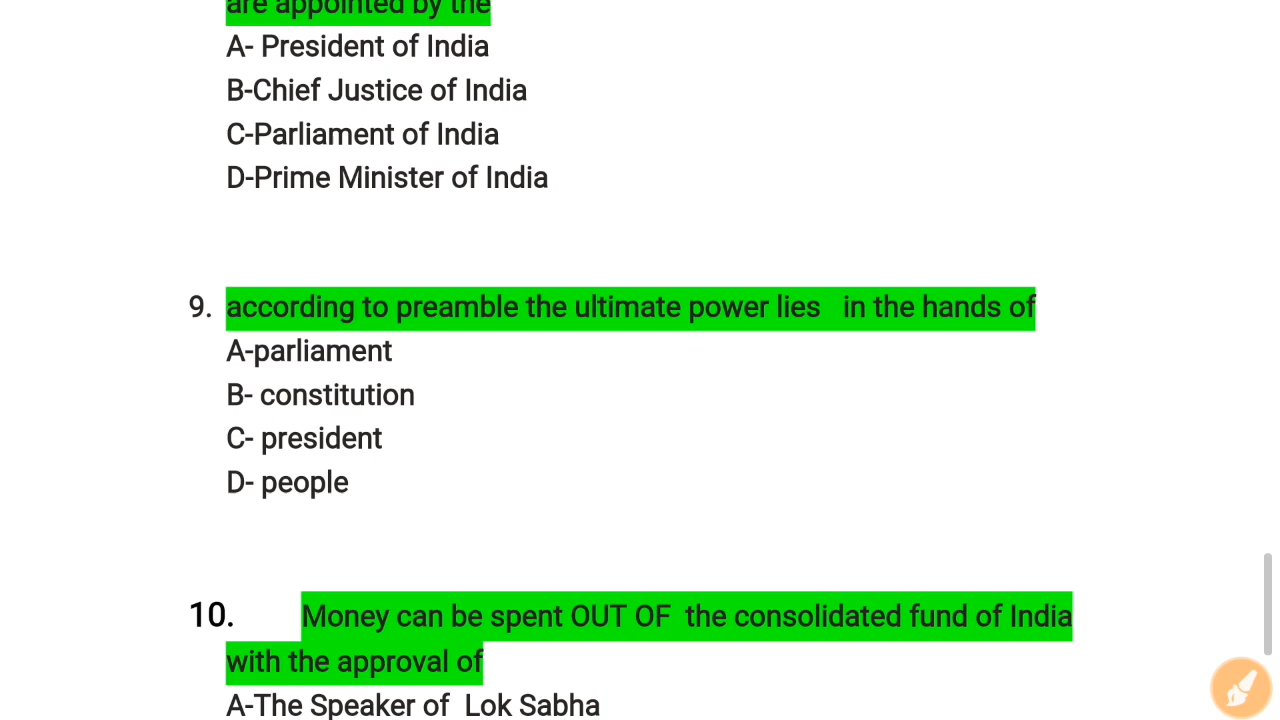 are appointed by the
A- President of India
B-Chief Justice of India
C-Parliament of India
D-Prime Minister of India
9. according to preamble the ultimate power lies in the hands of
A-parliament
B- constitution
C- president
D- people
10. Money can be spent OUT OF the consolidated fund of India
with the approval of
A-The Speaker of Lok Sabha